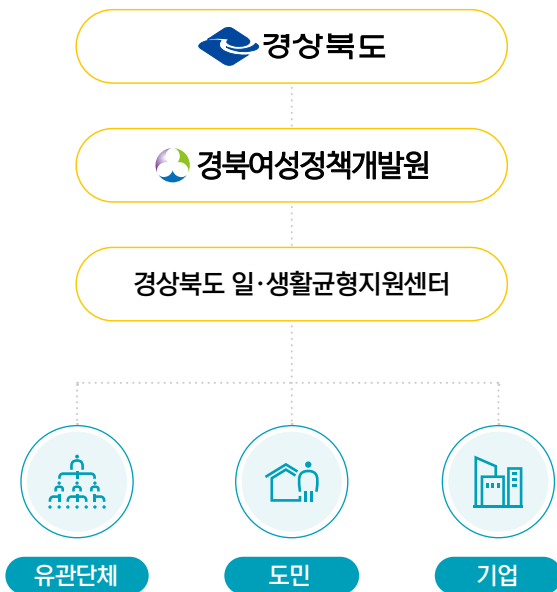 경상북도
경북여성정책개발원
경상북도 일·생활균형지원센터
유관단체
도민
기업